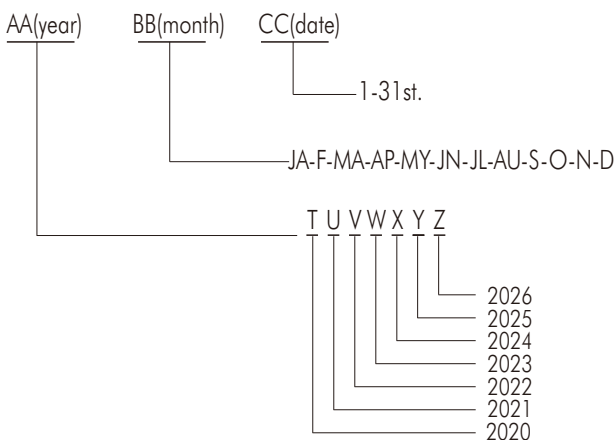 AA(year) BB(month) CC(date)
1-31st.
JA-F-MA-AP-MY-JN-JL-AU-S-O-N-D
T U V W X Y Z
2026
2025
2024
2023
2022
2021
2020